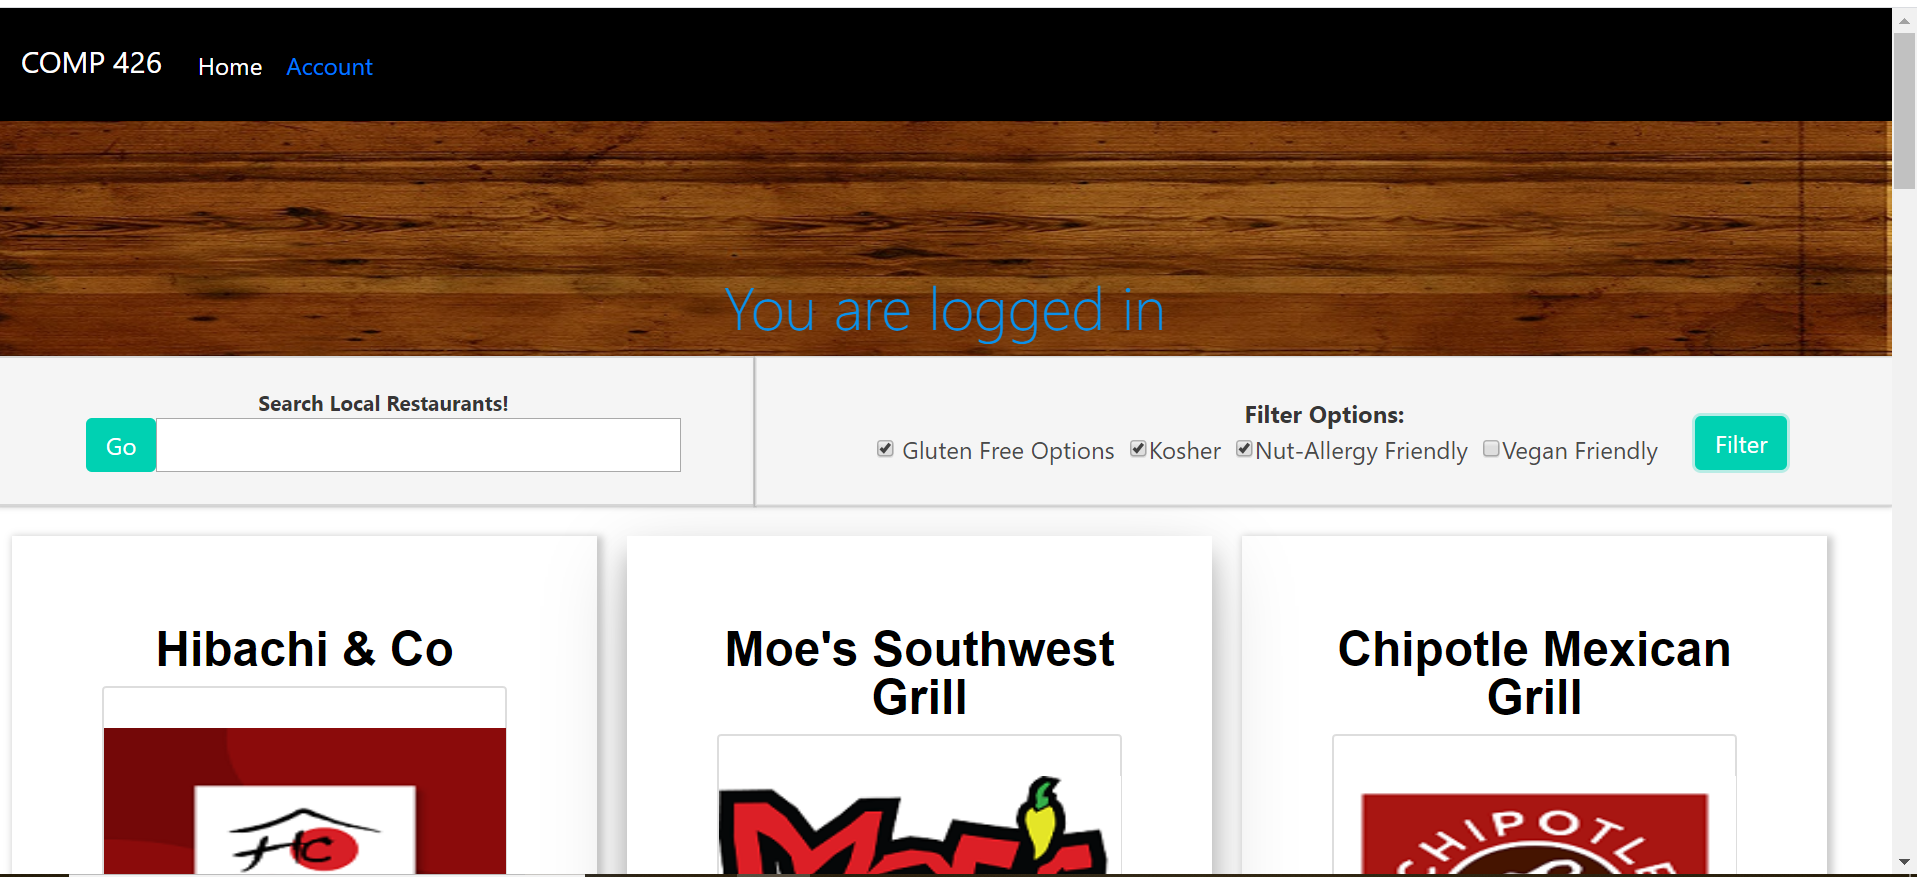 COMP 426 Home Account
You are logged in
Search Local Restaurants!
Go
Filter Options:
Gluten Free Options Kosher Nut-Allergy Friendly Vegan Friendly
Filter
Hibachi & Co
HC
Moe's Southwest
Grill
Moe's
Chipotle Mexican
Grill
CHIPOTLE